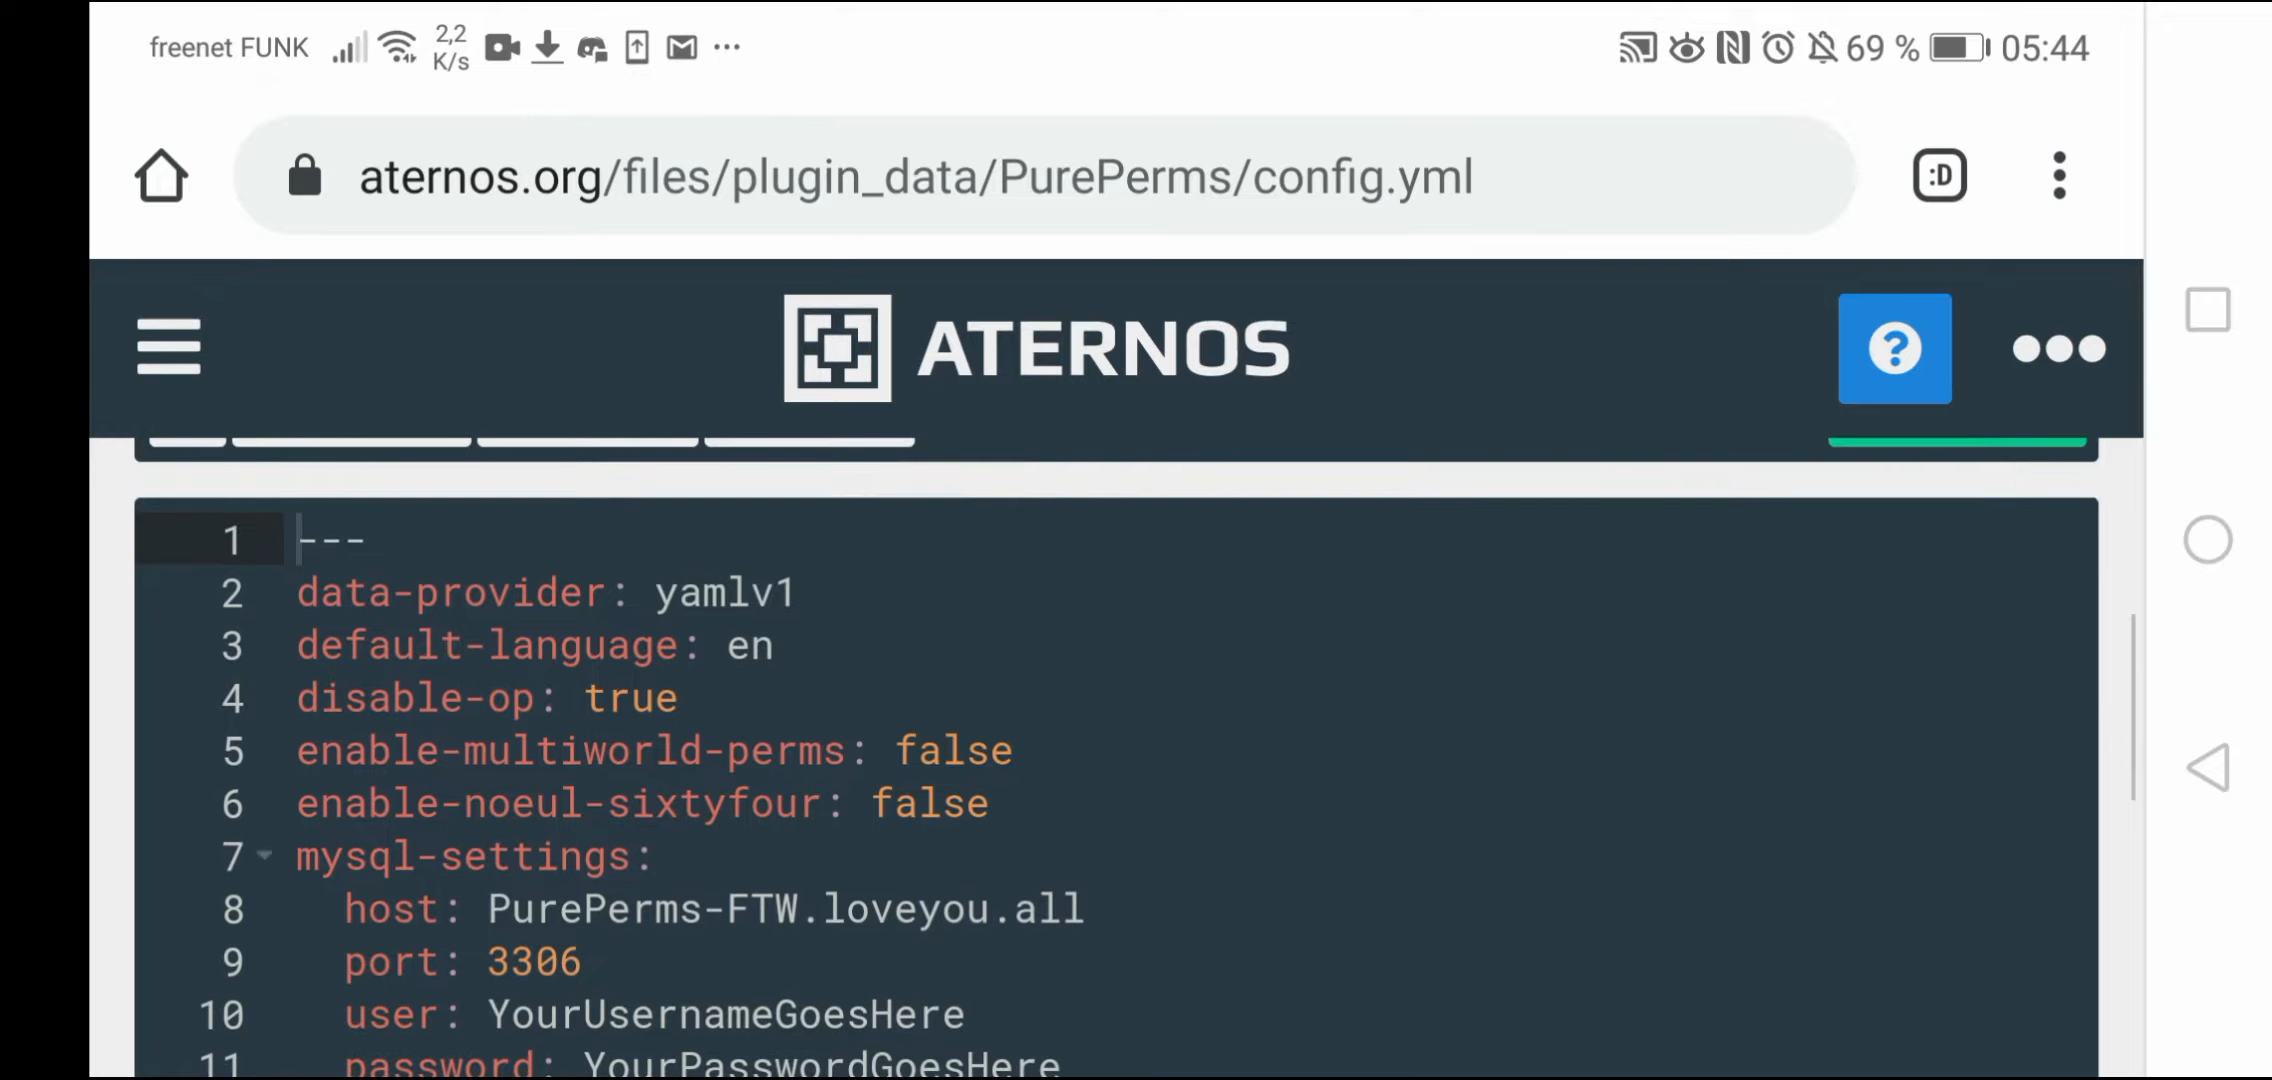 freenet FUNK 2,2 K/s 69 % 05:44
aternos.org/files/plugin_data/PurePerms/config.yml :D
ATERNOS ?
1 ---
2 data-provider: yamlv1
3 default-language: en
4 disable-op: true
5 enable-multiworld-perms: false
6 enable-noeul-sixtyfour: false
7 mysql-settings:
8 host: PurePerms-FTW.loveyou.all
9 port: 3306
10 user: YourUsernameGoesHere
11 password: YourPasswordGoesHere